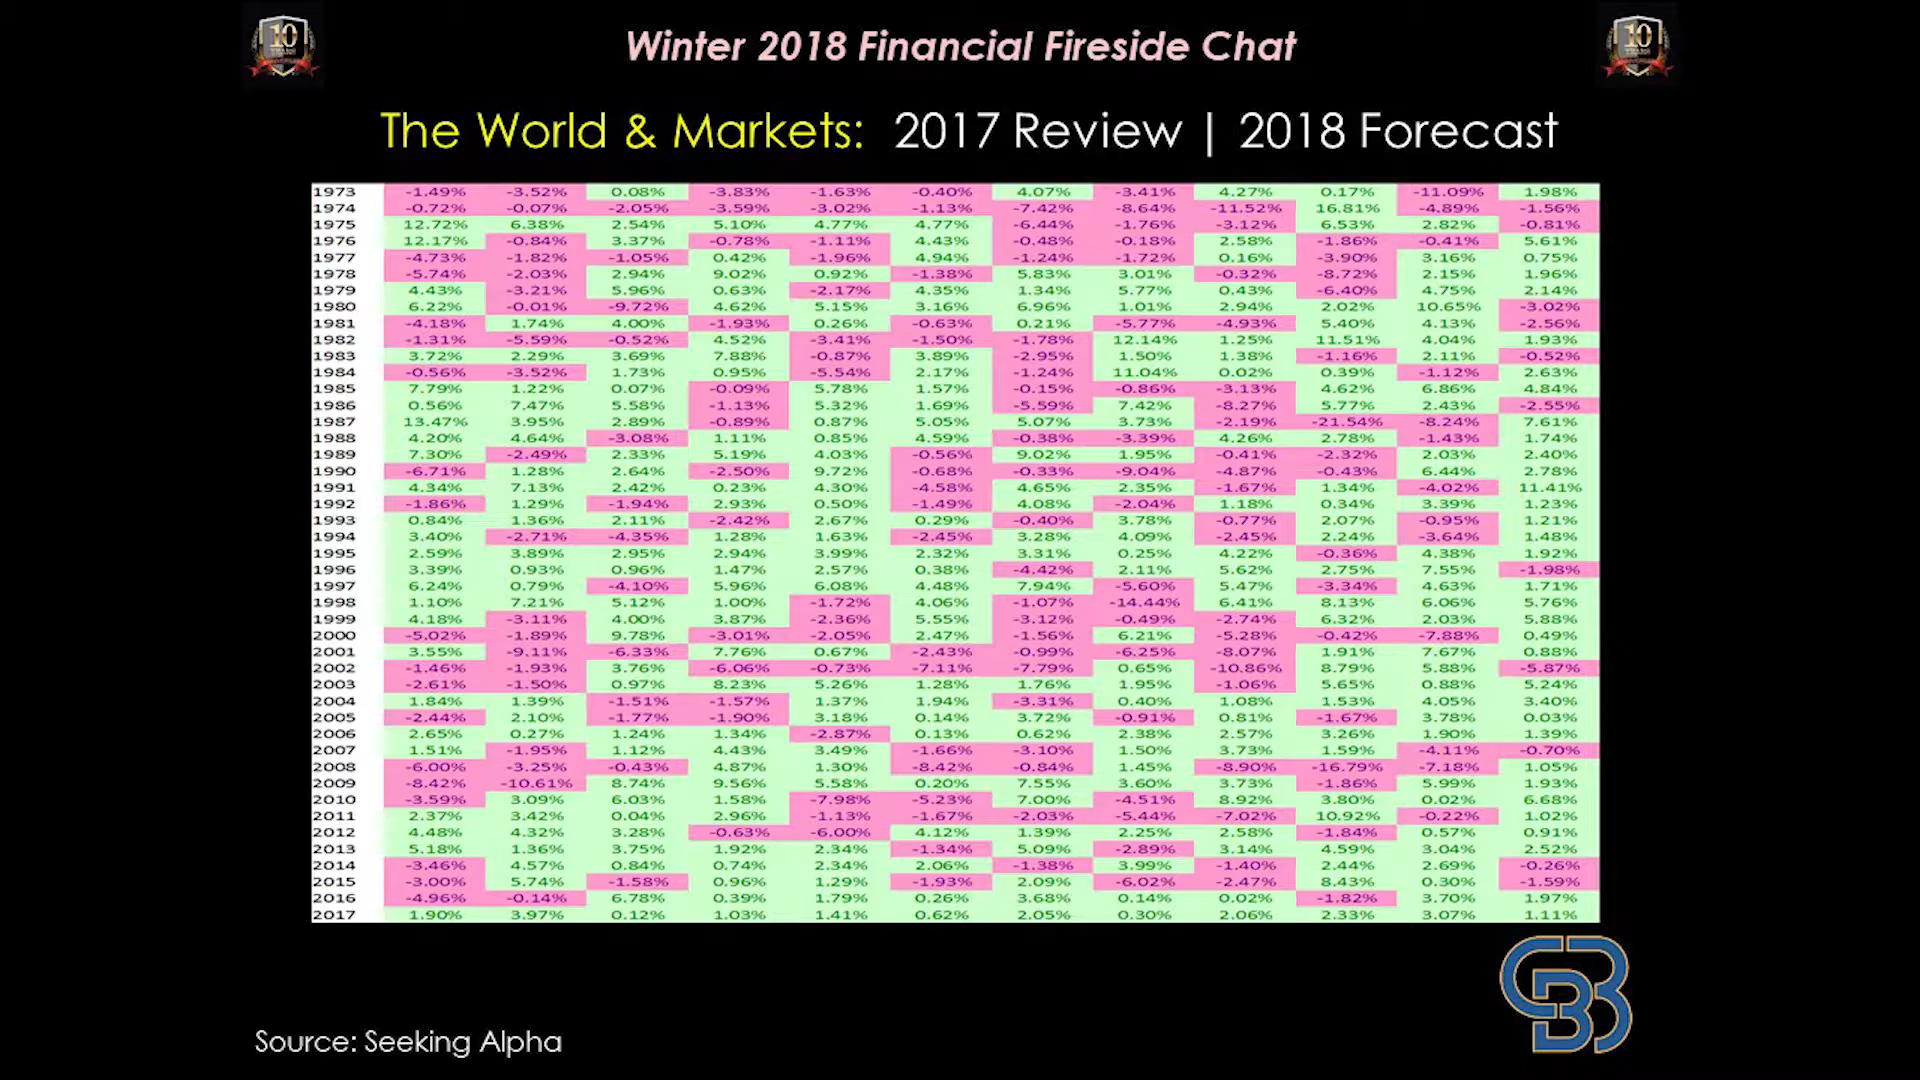 10
YEARS
Winter 2018 Financial Fireside Chat
10
YEARS
The World & Markets: 2017 Review | 2018 Forecast
1973 -1.49% -3.52% 0.08% -3.83% -1.63% -0.40% 4.07% -3.41% 4.27% 0.17% -11.09% 1.98%
1974 -0.72% -0.07% -2.05% -3.59% -3.02% -1.13% -7.42% -8.64% -11.52% 16.81% -4.89% -1.56%
1975 12.72% 6.38% 2.54% 5.10% 4.77% 4.77% -6.44% -1.76% -3.12% 6.53% 2.82% -0.81%
1976 12.17% -0.84% 3.37% -0.78% -1.11% 4.43% -0.48% -0.18% 2.58% -1.86% -0.41% 5.61%
1977 -4.73% -1.82% -1.05% 0.42% -1.96% 4.94% -1.24% -1.72% 0.16% -3.90% 3.16% 0.75%
1978 -5.74% -2.03% 2.94% 9.02% 0.92% -1.38% 5.83% 3.01% -0.32% -8.72% 2.15% 1.96%
1979 4.43% -3.21% 5.96% 0.63% -2.17% 4.35% 1.34% 5.77% 0.43% -6.40% 4.75% 2.14%
1980 6.22% -0.01% -9.72% 4.62% 5.15% 3.16% 6.96% 1.01% 2.94% 2.02% 10.65% -3.02%
1981 -4.18% 1.74% 4.00% -1.93% 0.26% -0.63% 0.21% -5.77% -4.93% 5.40% 4.13% -2.56%
1982 -1.31% -5.59% -0.52% 4.52% -3.41% -1.50% -1.78% 12.14% 1.25% 11.51% 4.04% 1.93%
1983 3.72% 2.29% 3.69% 7.88% -0.87% 3.89% -2.95% 1.50% 1.38% -1.16% 2.11% -0.52%
1984 -0.56% -3.52% 1.73% 0.95% -5.54% 2.17% -1.24% 11.04% 0.02% 0.39% -1.12% 2.63%
1985 7.79% 1.22% 0.07% -0.09% 5.78% 1.57% -0.15% -0.86% -3.13% 4.62% 6.86% 4.84%
1986 0.56% 7.47% 5.58% -1.13% 5.32% 1.69% -5.59% 7.42% -8.27% 5.77% 2.43% -2.55%
1987 13.47% 3.95% 2.89% -0.89% 0.87% 5.05% 5.07% 3.73% -2.19% -21.54% -8.24% 7.61%
1988 4.20% 4.64% -3.08% 1.11% 0.85% 4.59% -0.38% -3.39% 4.26% 2.78% -1.43% 1.74%
1989 7.30% -2.49% 2.33% 5.19% 4.03% -0.56% 9.02% 1.95% -0.41% -2.32% 2.03% 2.40%
1990 -6.71% 1.28% 2.64% -2.50% 9.72% -0.68% -0.33% -9.04% -4.87% -0.43% 6.44% 2.78%
1991 4.34% 7.13% 2.42% 0.23% 4.30% -4.58% 4.65% 2.35% -1.67% 1.34% -4.02% 11.41%
1992 -1.86% 1.29% -1.94% 2.93% 0.50% -1.49% 4.08% -2.04% 1.18% 0.34% 3.39% 1.23%
1993 0.84% 1.36% 2.11% -2.42% 2.67% 0.29% -0.40% 3.78% -0.77% 2.07% -0.95% 1.21%
1994 3.40% -2.71% -4.35% 1.28% 1.63% -2.45% 3.28% 4.09% -2.45% 2.24% -3.64% 1.48%
1995 2.59% 3.89% 2.95% 2.94% 3.99% 2.32% 3.31% 0.25% 4.22% -0.36% 4.38% 1.92%
1996 3.39% 0.93% 0.96% 1.47% 2.57% 0.38% -4.42% 2.11% 5.62% 2.75% 7.55% -1.98%
1997 6.24% 0.79% -4.10% 5.96% 6.08% 4.48% 7.94% -5.60% 5.47% -3.34% 4.63% 1.71%
1998 1.10% 7.21% 5.12% 1.00% -1.72% 4.06% -1.07% -14.44% 6.41% 8.13% 6.06% 5.76%
1999 4.18% -3.11% 4.00% 3.87% -2.36% 5.55% -3.12% -0.49% -2.74% 6.32% 2.03% 5.88%
2000 -5.02% -1.89% 9.78% -3.01% -2.05% 2.47% -1.56% 6.21% -5.28% -0.42% -7.88% 0.49%
2001 3.55% -9.11% -6.33% 7.76% 0.67% -2.43% -0.99% -6.25% -8.07% 1.91% 7.67% 0.88%
2002 -1.46% -1.93% 3.76% -6.06% -0.73% -7.11% -7.79% 0.65% -10.86% 8.79% 5.88% -5.87%
2003 -2.61% -1.50% 0.97% 8.23% 5.26% 1.28% 1.76% 1.95% -1.06% 5.65% 0.88% 5.24%
2004 1.84% 1.39% -1.51% -1.57% 1.37% 1.94% -3.31% 0.40% 1.08% 1.53% 4.05% 3.40%
2005 -2.44% 2.10% -1.77% -1.90% 3.18% 0.14% 3.72% -0.91% 0.81% -1.67% 3.78% 0.03%
2006 2.65% 0.27% 1.24% 1.34% -2.87% 0.13% 0.62% 2.38% 2.57% 3.26% 1.90% 1.39%
2007 1.51% -1.95% 1.12% 4.43% 3.49% -1.66% -3.10% 1.50% 3.73% 1.59% -4.11% -0.70%
2008 -6.00% -3.25% -0.43% 4.87% 1.30% -8.42% -0.84% 1.45% -8.90% -16.79% -7.18% 1.05%
2009 -8.42% -10.61% 8.74% 9.56% 5.58% 0.20% 7.55% 3.60% 3.73% -1.86% 5.99% 1.93%
2010 -3.59% 3.09% 6.03% 1.58% -7.98% -5.23% 7.00% -4.51% 8.92% 3.80% 0.02% 6.68%
2011 2.37% 3.42% 0.04% 2.96% -1.13% -1.67% -2.03% -5.44% -7.02% 10.92% -0.22% 1.02%
2012 4.48% 4.32% 3.28% -0.63% -6.00% 4.12% 1.39% 2.25% 2.58% -1.84% 0.57% 0.91%
2013 5.18% 1.36% 3.75% 1.92% 2.34% -1.34% 5.09% -2.89% 3.14% 4.59% 3.04% 2.52%
2014 -3.46% 4.57% 0.84% 0.74% 2.34% 2.06% -1.38% 3.99% -1.40% 2.44% 2.69% -0.26%
2015 -3.00% 5.74% -1.58% 0.96% 1.29% -1.93% 2.09% -6.02% -2.47% 8.43% 0.30% -1.59%
2016 -4.96% -0.14% 6.78% 0.39% 1.79% 0.26% 3.68% 0.14% 0.02% -1.82% 3.70% 1.97%
2017 1.90% 3.97% 0.12% 1.03% 1.41% 0.62% 2.05% 0.30% 2.06% 2.33% 3.07% 1.11%
Source: Seeking Alpha